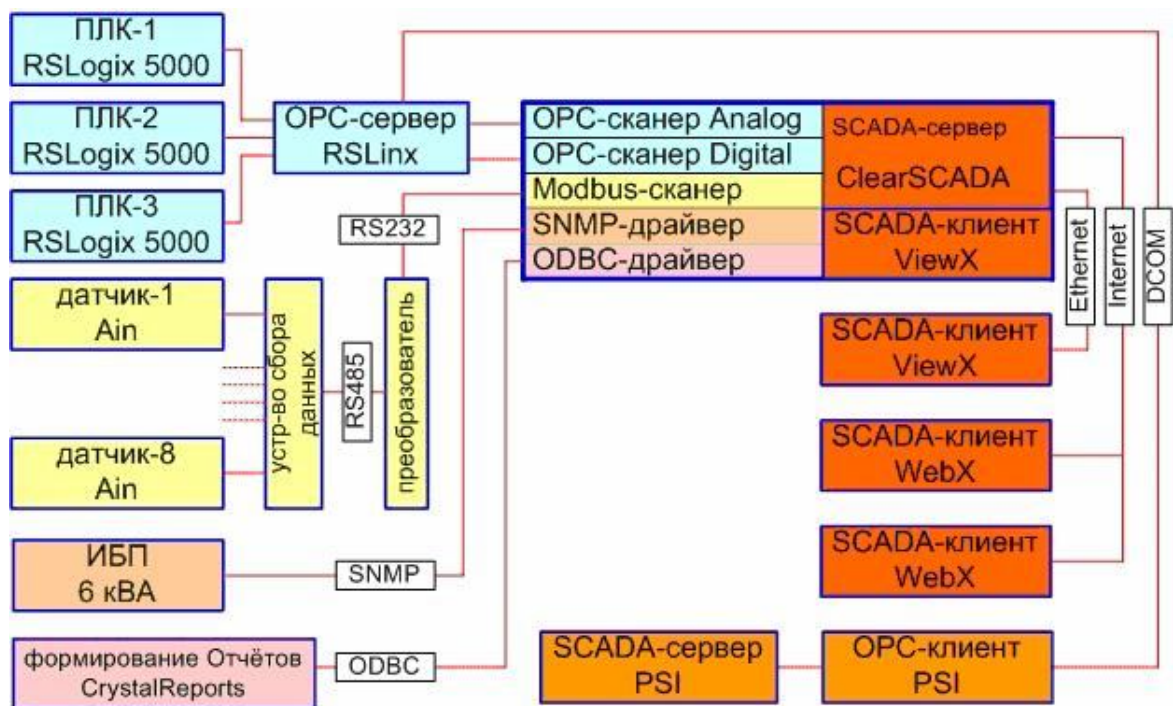 ПЛК-1
RSLogix 5000
ПЛК-2
RSLogix 5000
ПЛК-3
RSLogix 5000
OPC-сервер
RSLinx
OPC-сканер Analog
OPC-сканер Digital
Modbus-сканер
SNMP-драйвер
ODBC-драйвер
SCADA-сервер
ClearSCADA
SCADA-клиент
ViewX
RS232
Ethernet
Internet
DCOM
датчик-1
Ain
датчик-8
Ain
устр-во сбора
данных
RS485
преобразователь
SCADA-клиент
ViewX
SCADA-клиент
WebX
SCADA-клиент
WebX
ИБП
6 кВА
SNMP
формирование Отчётов
CrystalReports
ODBC
SCADA-сервер
PSI
OPC-клиент
PSI